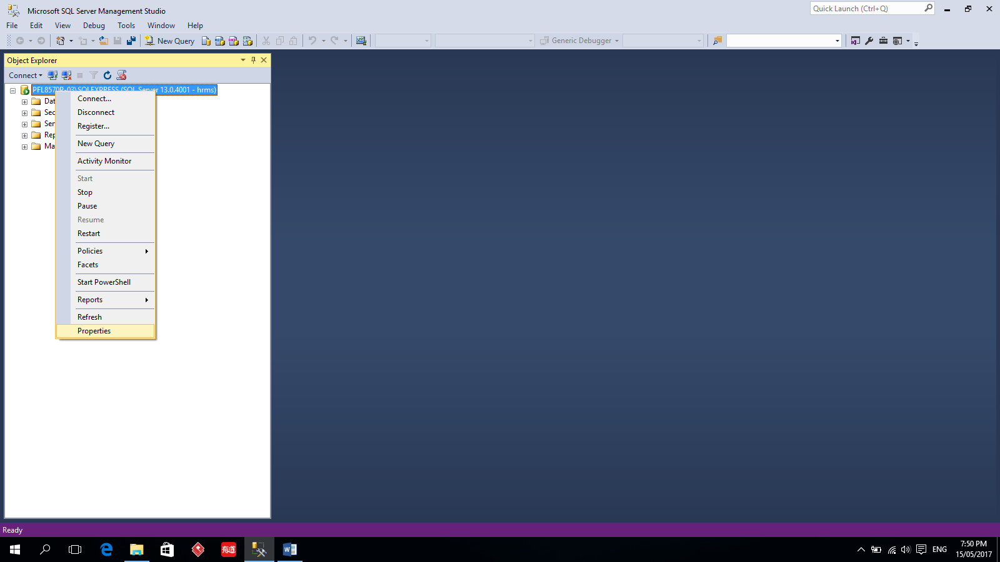 Microsoft SQL Server Management Studio
Quick Launch (Ctrl+Q)
File Edit View Debug Tools Window Help
New Query
Generic Debugger
Object Explorer
Connect
(SQL Server 13.0.4001 - hrms)
Dat
Sec
Ser
Rep
Ma
Connect...
Disconnect
Register...
New Query
Activity Monitor
Start
Stop
Pause
Resume
Restart
Policies
Facets
Start PowerShell
Reports
Refresh
Properties
Ready
有道
ENG
7:50 PM
15/05/2017